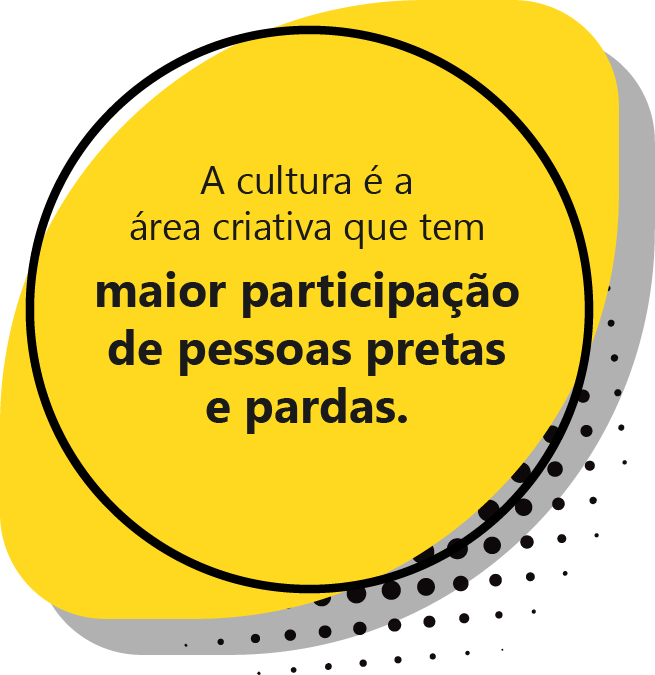 A cultura é a
área criativa que tem
maior participação
de pessoas pretas
e pardas.